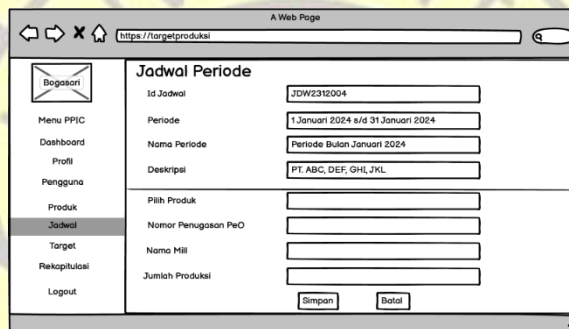 A Web Page
https://targetproduksi
Bogasari
Menu PPIC
Dashboard
Profil
Pengguna
Produk
Jadwal
Target
Rekapitulasi
Logout
Jadwal Periode
Id Jadwal JDW2312004
Periode 1 Januari 2024 s/d 31 Januari 2024
Nama Periode Periode Bulan Januari 2024
Deskripsi PT. ABC, DEF, GHI, JKL
Pilih Produk
Nomor Penugasan PeO
Nama Mill
Jumlah Produksi
Simpan Batal